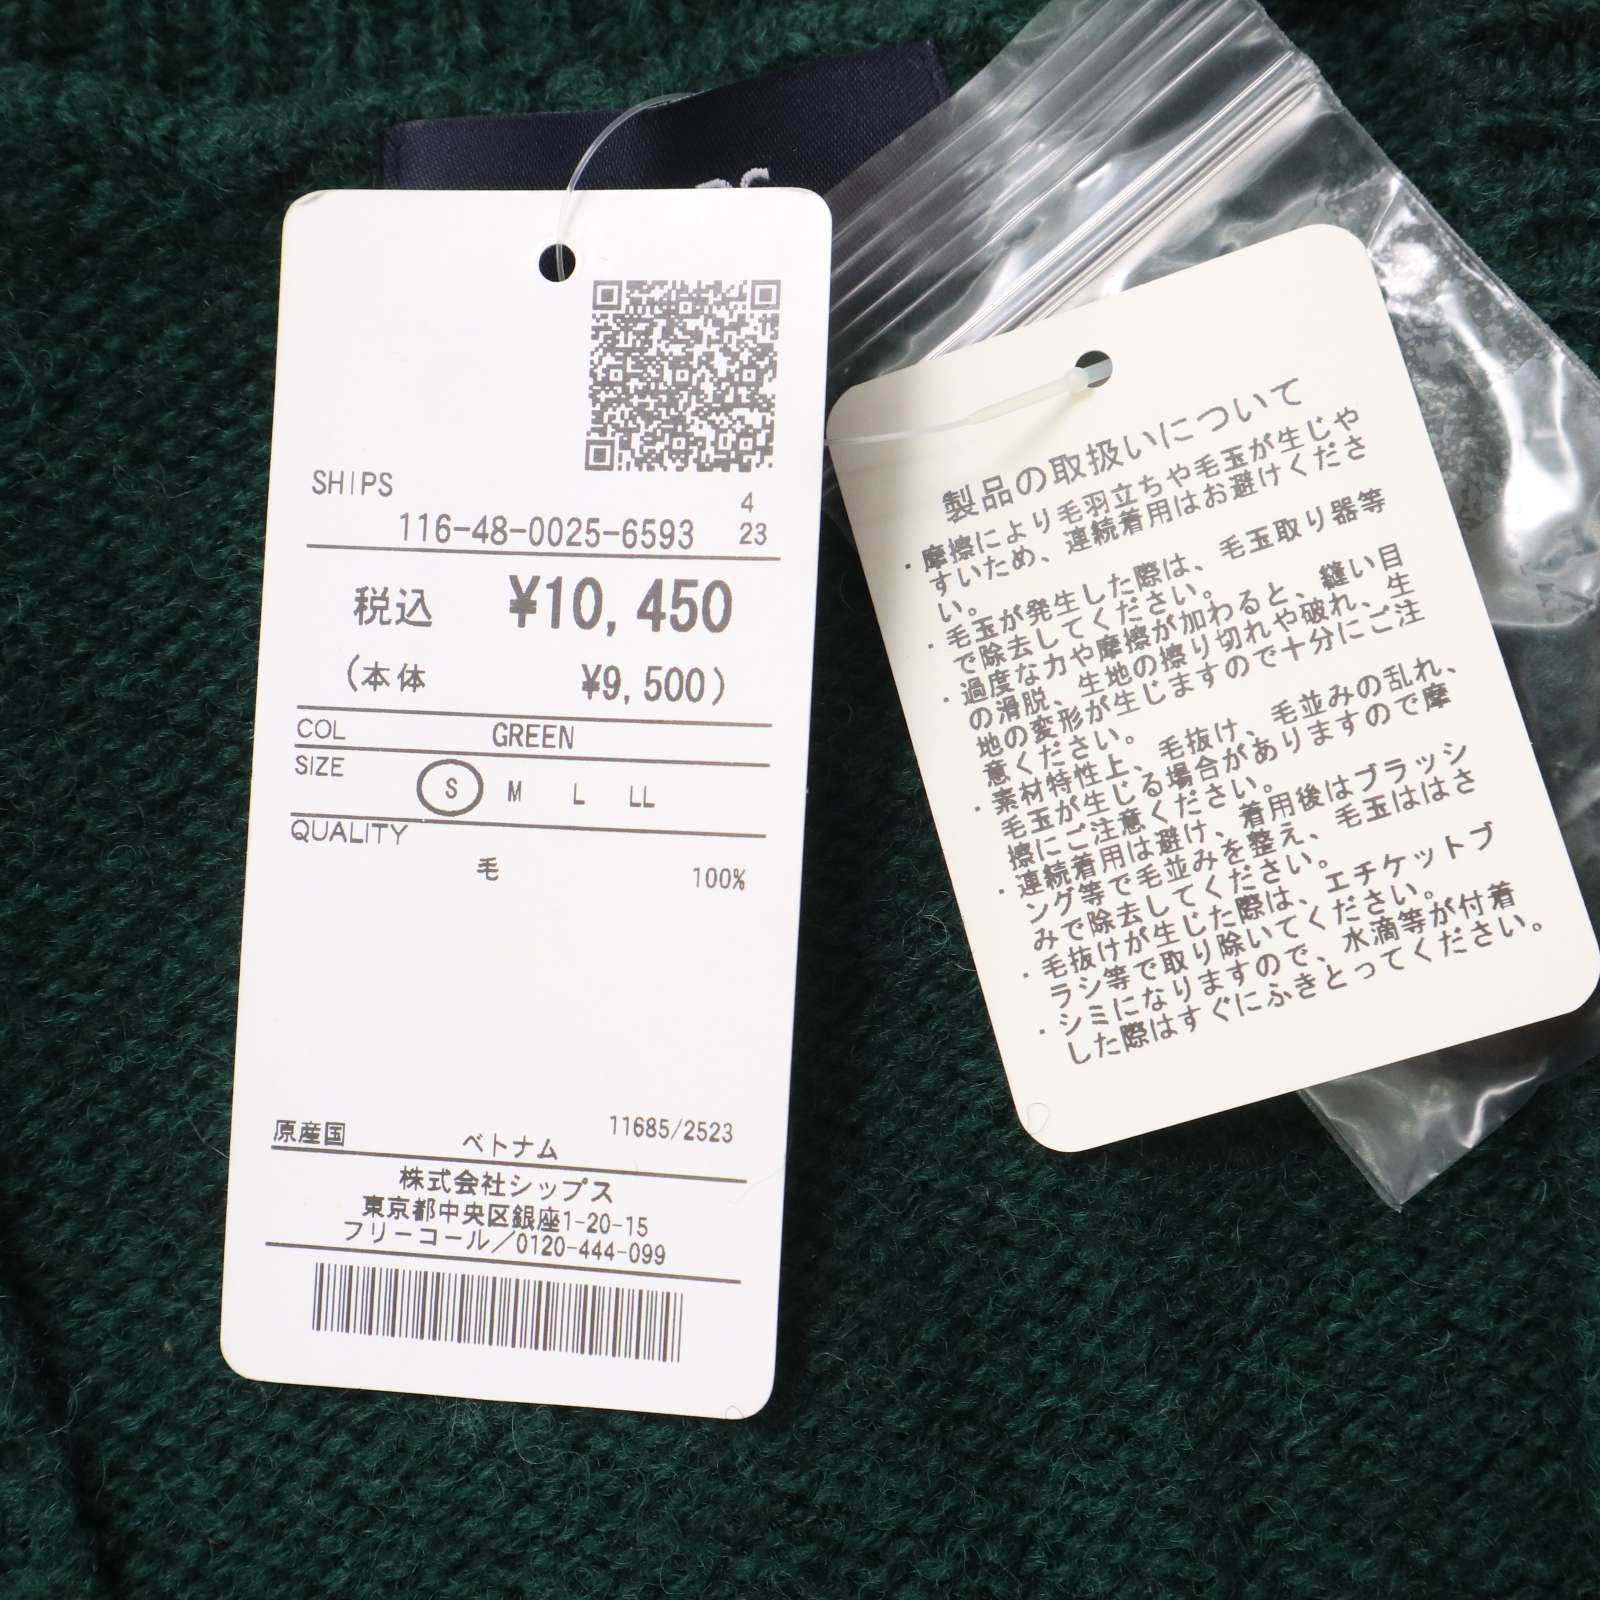 SHIPS
4
116-48-0025-6593 23
税込 ¥10,450
(本体 ¥9,500)
COL GREEN
SIZE
S M L LL
QUALITY
毛 100%
11685/2523
原産国 ベトナム
株式会社シップス
東京都中央区銀座1-20-15
フリーコール/0120-444-099
製品の取扱いについて
・摩擦により毛羽立ちや毛玉が生じや
すいため、連続着用はお避けくださ
い。
・毛玉が発生した際は、毛玉取り器等
で除去してください。
・過度な力や摩擦が加わると、縫い目
の滑脱、生地の擦り切れや破れ、生
地の変形が生じますので十分にご注
意ください。
・素材特性上、毛抜け、毛並みの乱れ、
毛玉が生じる場合がありますので摩
擦にご注意ください。
・連続着用は避け、着用後はブラッシ
ング等で毛並みを整え、毛玉ははさ
みで除去してください。
・毛抜けが生じた際は、エチケットブ
ラシ等で取り除いてください。
・シミになりますので、水滴等が付着
した際はすぐにふきとってください。